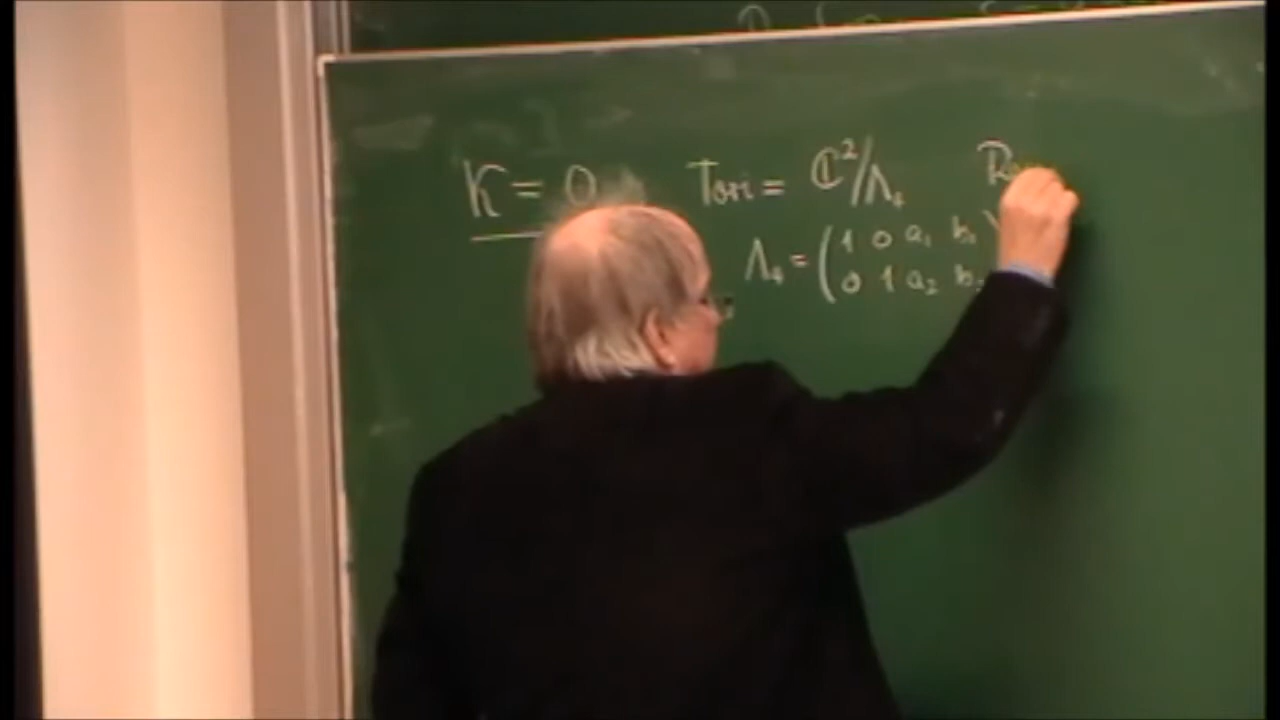 K = 0 Tori = ℂ²/Λ₄
Λ₄ = ( 1 0 a₁ b₁ )
0 1 a₂ b₂